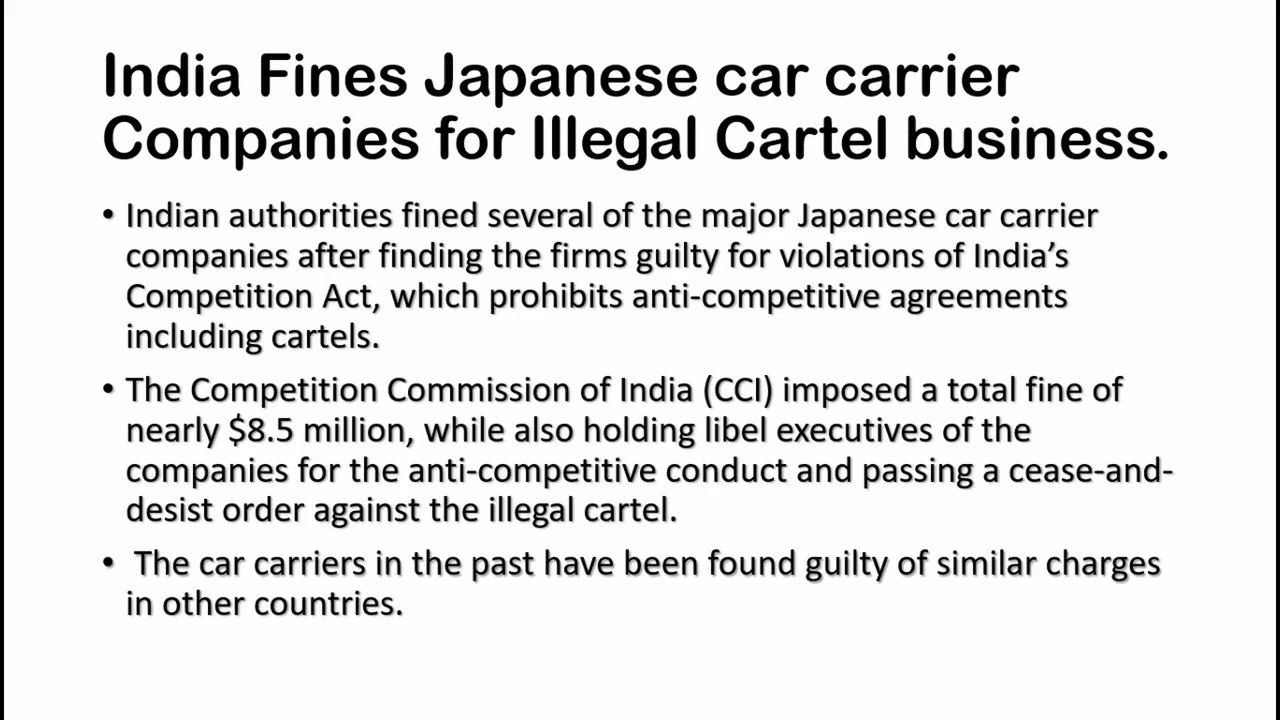 India Fines Japanese car carrier
Companies for Illegal Cartel business.
• Indian authorities fined several of the major Japanese car carrier
companies after finding the firms guilty for violations of India’s
Competition Act, which prohibits anti-competitive agreements
including cartels.
• The Competition Commission of India (CCI) imposed a total fine of
nearly $8.5 million, while also holding libel executives of the
companies for the anti-competitive conduct and passing a cease-and-
desist order against the illegal cartel.
• The car carriers in the past have been found guilty of similar charges
in other countries.